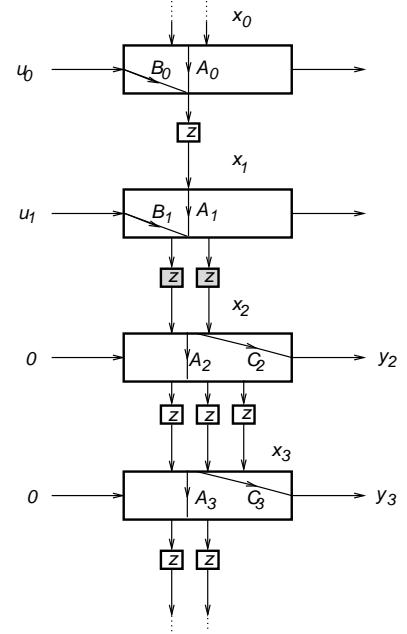 x0
u0 B0 A0
z
x1
u1 B1 A1
z z
x2
0 A2 C2 y2
z z z
x3
0 A3 C3 y3
z z